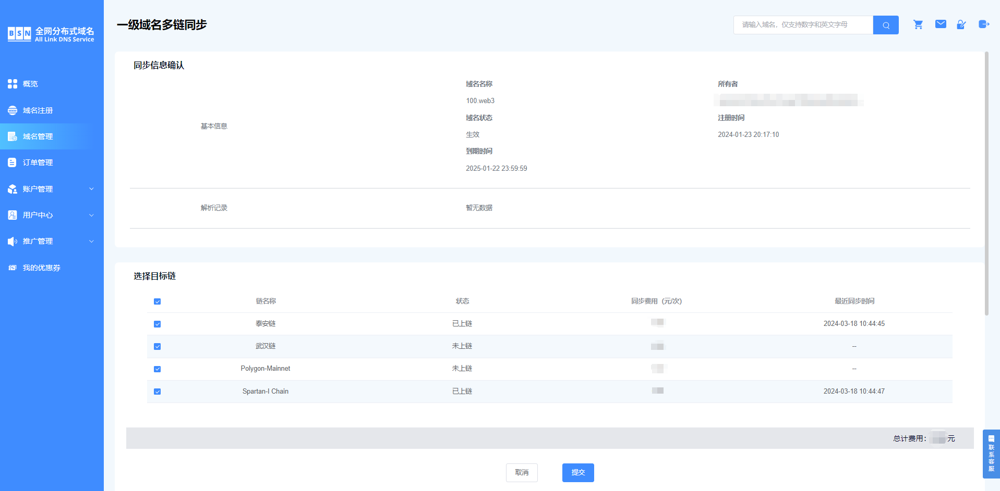 BSN 全网分布式域名
All Link DNS Service
概览
域名注册
域名管理
订单管理
账户管理
用户中心
推广管理
我的优惠券
一级域名多链同步
请输入域名，仅支持数字和英文字母
同步信息确认
基本信息
域名名称
100.web3
域名状态
生效
到期时间
2025-01-22 23:59:59
所有者
注册时间
2024-01-23 20:17:10
解析记录 暂无数据
选择目标链
链名称 状态 同步费用（元/次） 最近同步时间
泰安链 已上链 2024-03-18 10:44:45
武汉链 未上链 --
Polygon-Mainnet 未上链 --
Spartan-I Chain 已上链 2024-03-18 10:44:47
总计费用： 元
取消 提交
联系客服